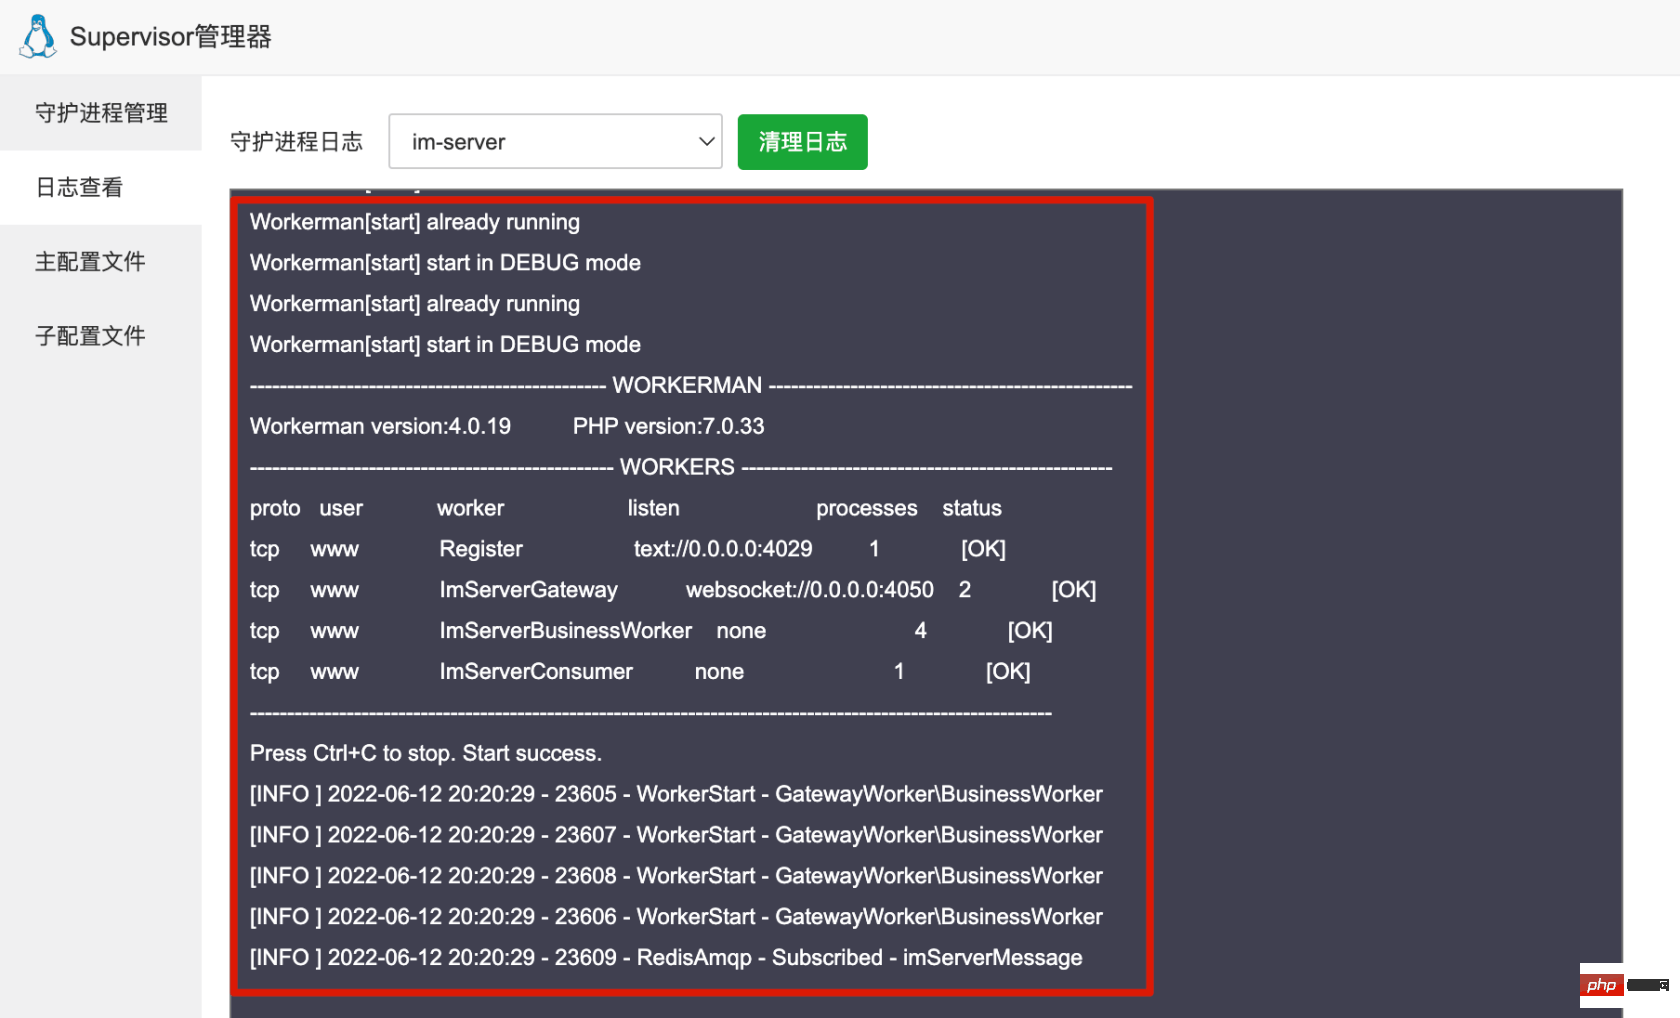 Supervisor管理器
守护进程管理
日志查看
主配置文件
子配置文件
守护进程日志 im-server 清理日志
Workerman[start] already running
Workerman[start] start in DEBUG mode
Workerman[start] already running
Workerman[start] start in DEBUG mode
------------------------------------------------ WORKERMAN -------------------------------------------------
Workerman version:4.0.19 PHP version:7.0.33
------------------------------------------------- WORKERS --------------------------------------------------
proto user worker listen processes status
tcp www Register text://0.0.0.0:4029 1 [OK]
tcp www ImServerGateway websocket://0.0.0.0:4050 2 [OK]
tcp www ImServerBusinessWorker none 4 [OK]
tcp www ImServerConsumer none 1 [OK]
------------------------------------------------------------------------------------------------------------
Press Ctrl+C to stop. Start success.
[INFO ] 2022-06-12 20:20:29 - 23605 - WorkerStart - GatewayWorker\BusinessWorker
[INFO ] 2022-06-12 20:20:29 - 23607 - WorkerStart - GatewayWorker\BusinessWorker
[INFO ] 2022-06-12 20:20:29 - 23608 - WorkerStart - GatewayWorker\BusinessWorker
[INFO ] 2022-06-12 20:20:29 - 23606 - WorkerStart - GatewayWorker\BusinessWorker
[INFO ] 2022-06-12 20:20:29 - 23609 - RedisAmqp - Subscribed - imServerMessage
php